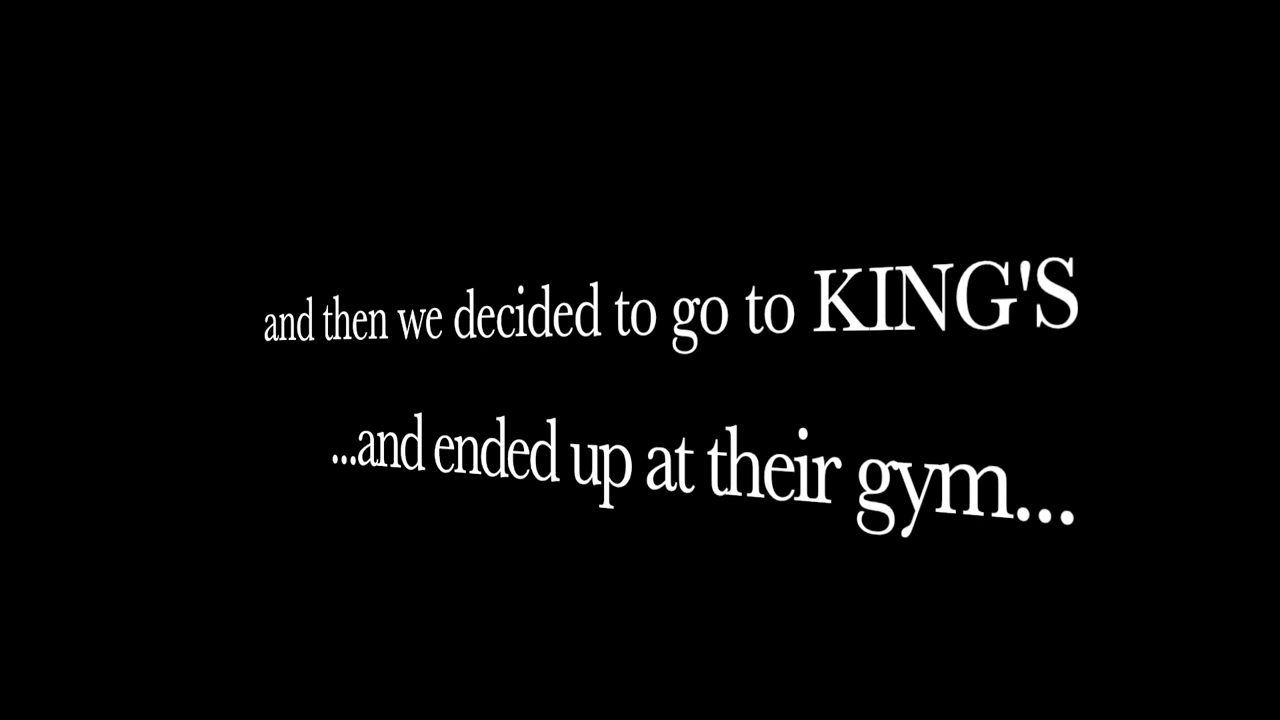 and then we decided to go to KING'S
...and ended up at their gym...